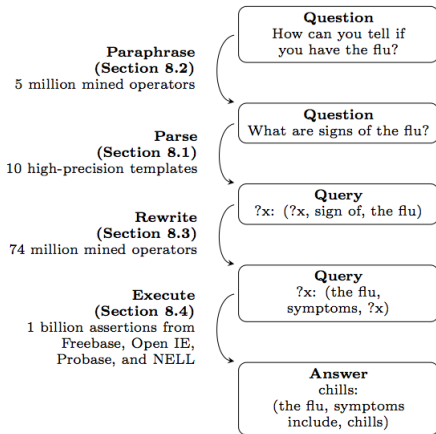 Question
How can you tell if
you have the flu?
Paraphrase
(Section 8.2)
5 million mined operators
Question
What are signs of the flu?
Parse
(Section 8.1)
10 high-precision templates
Query
?x: (?x, sign of, the flu)
Rewrite
(Section 8.3)
74 million mined operators
Query
?x: (the flu,
symptoms, ?x)
Execute
(Section 8.4)
1 billion assertions from
Freebase, Open IE,
Probase, and NELL
Answer
chills:
(the flu, symptoms
include, chills)